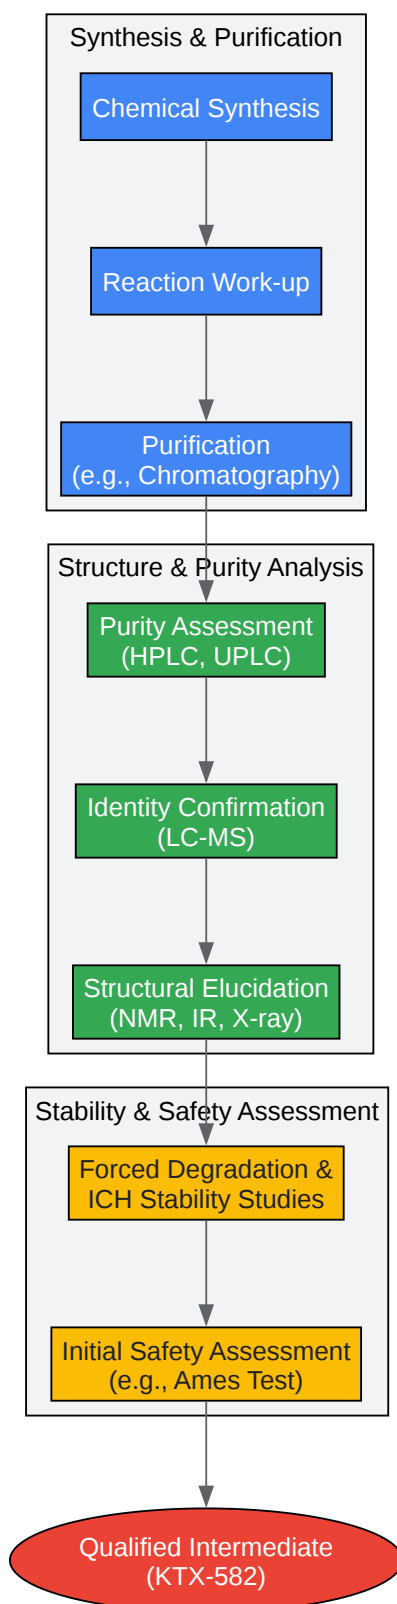 Synthesis & Purification
Chemical Synthesis
Reaction Work-up
Purification
(e.g., Chromatography)
Structure & Purity Analysis
Purity Assessment
(HPLC, UPLC)
Identity Confirmation
(LC-MS)
Structural Elucidation
(NMR, IR, X-ray)
Stability & Safety Assessment
Forced Degradation &
ICH Stability Studies
Initial Safety Assessment
(e.g., Ames Test)
Qualified Intermediate
(KTX-582)